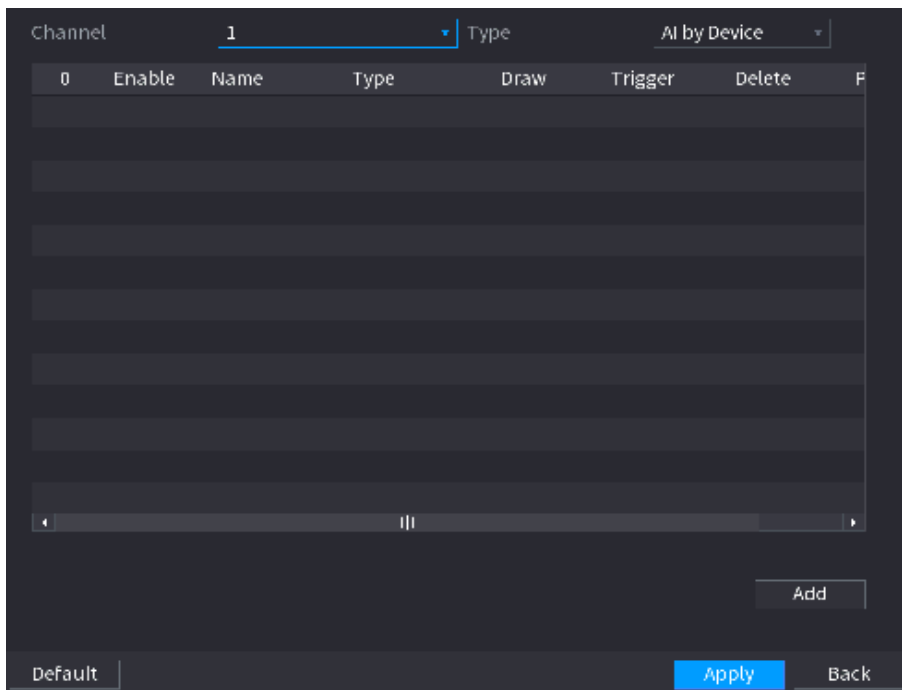 Channel 1 Type AI by Device
0 Enable Name Type Draw Trigger Delete
Add
Default Apply Back